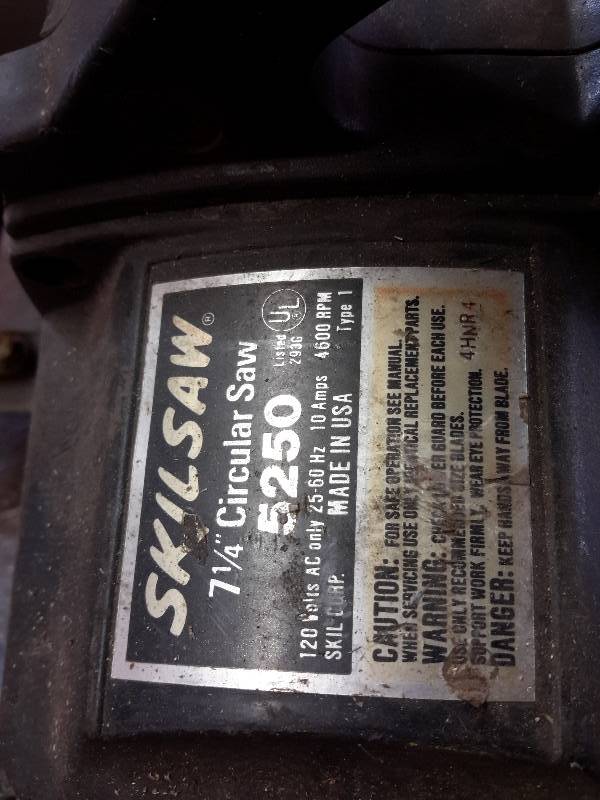 SKILSAW®
7 1/4" Circular Saw
5250
Listed
293G
UL
120 Volts AC only 25-60 Hz 10 Amps 4600 RPM
SKIL CORP. MADE IN USA Type 1
CAUTION: FOR SAFE OPERATION SEE MANUAL.
WHEN SERVICING USE ONLY IDENTICAL REPLACEMENT PARTS.
WARNING: CHECK GUARD BEFORE EACH USE.
USE ONLY RECOMMENDED SIZE BLADES.
SUPPORT WORK FIRMLY. WEAR EYE PROTECTION. 4HNR4
DANGER: KEEP HANDS AWAY FROM BLADE.